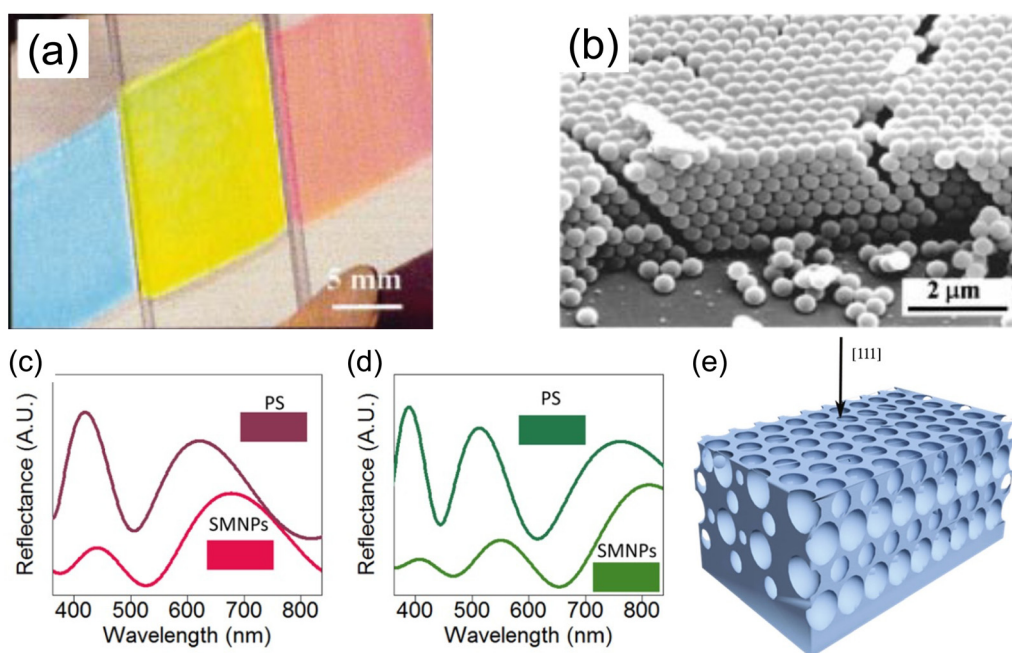 (a)
5 mm
(b)
2 μm
(c)
Reflectance (A.U.)
PS
SMNPs
400 500 600 700 800
Wavelength (nm)
(d)
Reflectance (A.U.)
PS
SMNPs
400 500 600 700 800
Wavelength (nm)
(e)
[111]